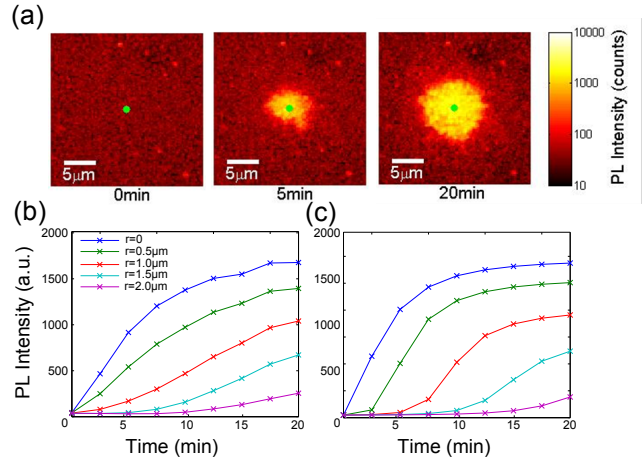 (a)
5μm
0min
5μm
5min
5μm
20min
10000
1000
100
10
PL Intensity (counts)
(b)
2000
1500
1000
500
0
5
10
15
20
PL Intensity (a.u.)
Time (min)
r=0
r=0.5μm
r=1.0μm
r=1.5μm
r=2.0μm
(c)
2000
1500
1000
500
0
5
10
15
20
Time (min)